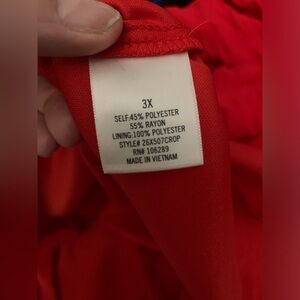 3X
SELF:45% POLYESTER
55% RAYON
LINING:100% POLYESTER
STYLE# 26X507CROP
RN# 106289
MADE IN VIETNAM